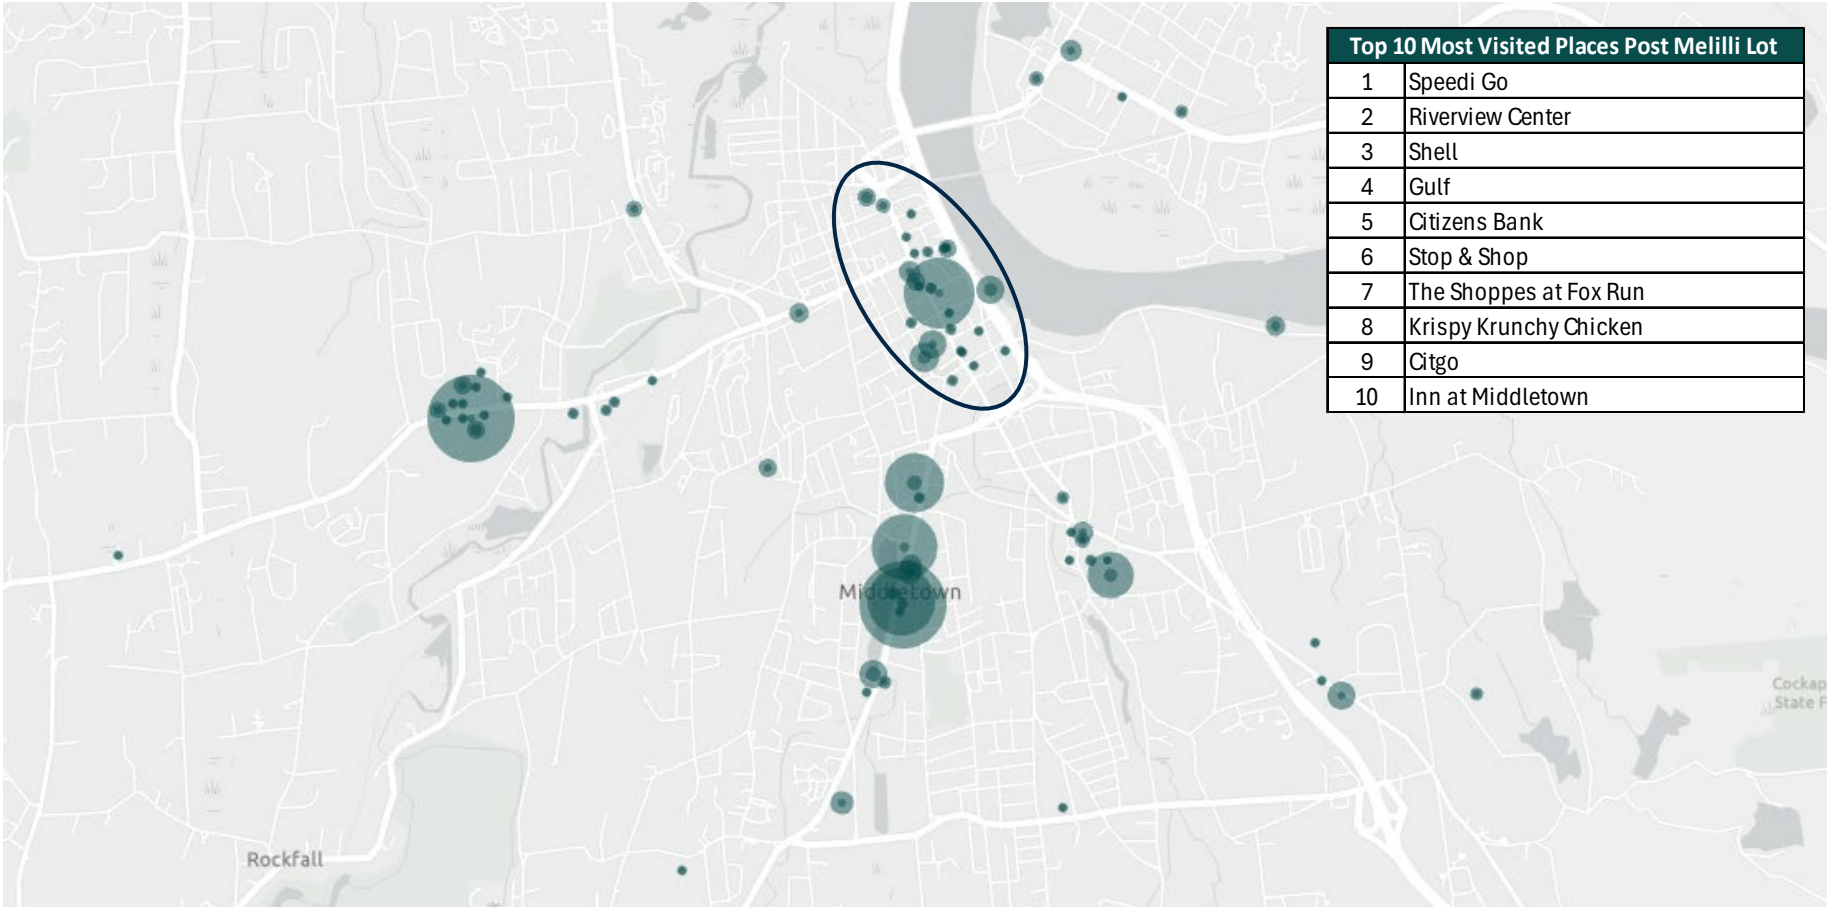 Top 10 Most Visited Places Post Melilli Lot
1 Speedi Go
2 Riverview Center
3 Shell
4 Gulf
5 Citizens Bank
6 Stop & Shop
7 The Shoppes at Fox Run
8 Krispy Krunchy Chicken
9 Citgo
10 Inn at Middletown
Middletown
Cockap
State F
Rockfall